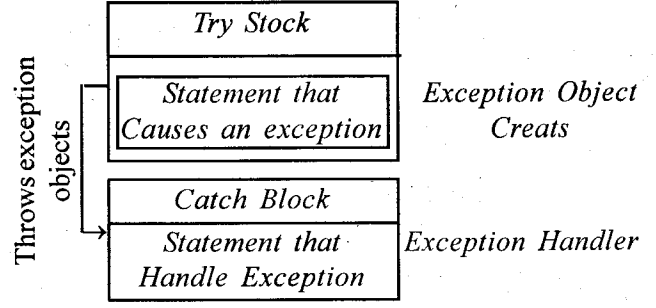 Try Stock
Throws exception
objects
Statement that
Causes an exception
Exception Object
Creats
Catch Block
Statement that
Handle Exception
Exception Handler